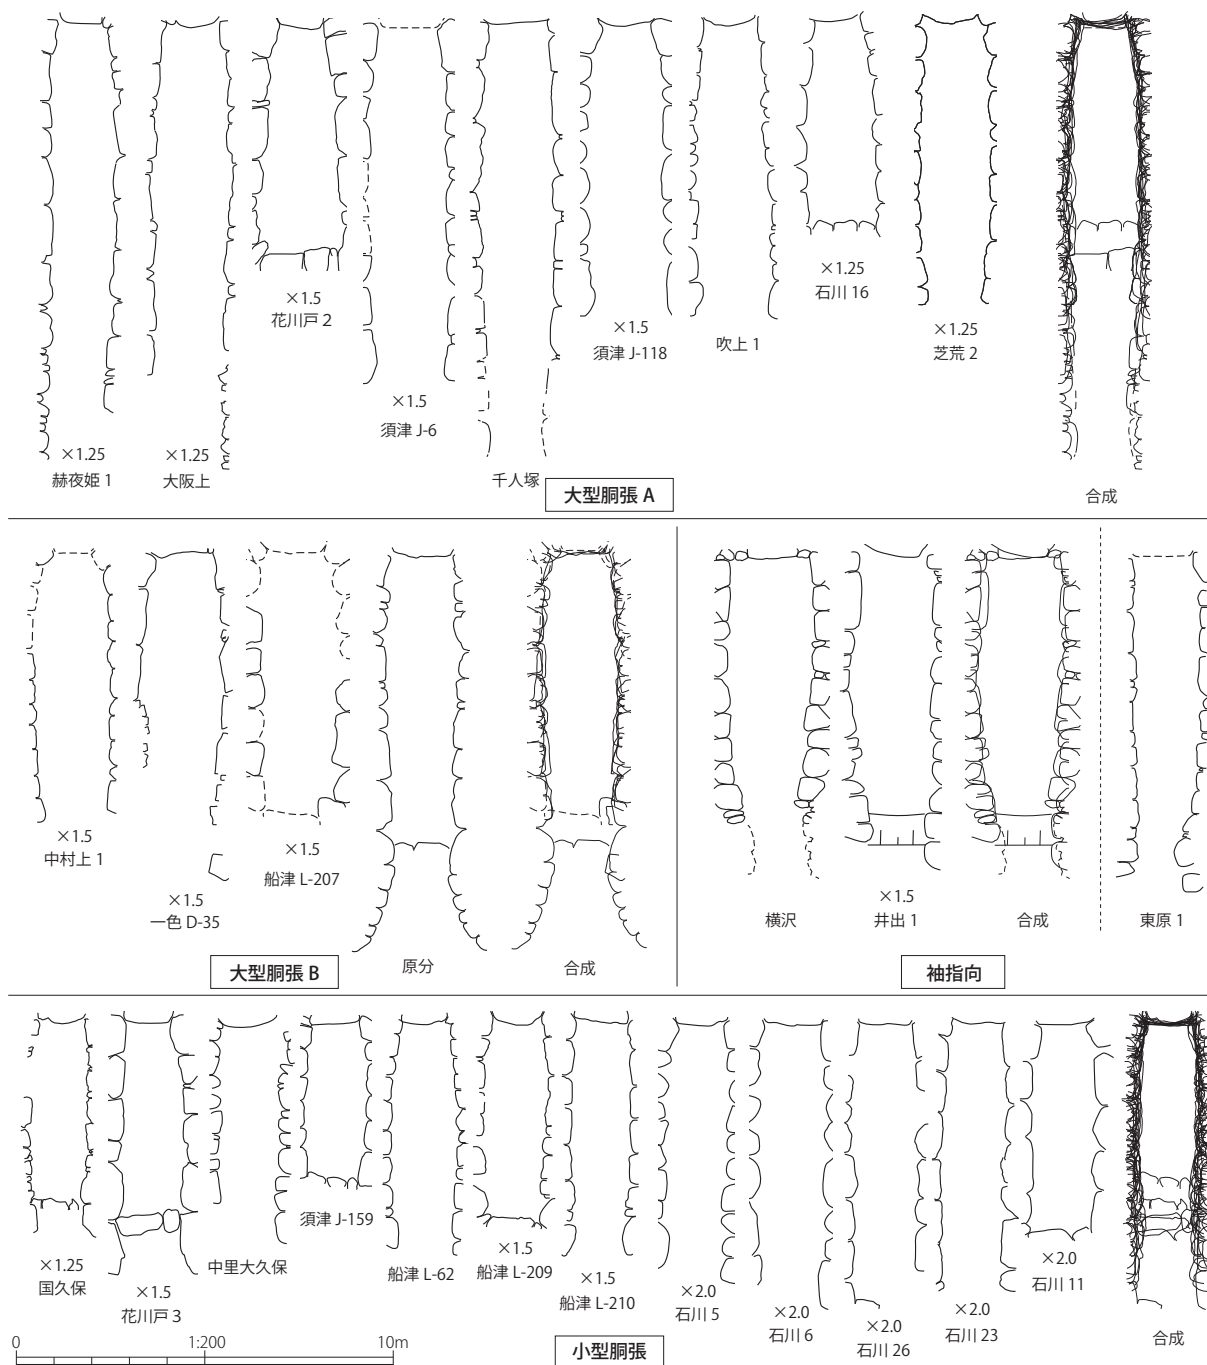 ×1.25
赫夜姫 1
×1.25
大阪上
×1.5
花川戸 2
×1.5
須津 J-6
千人塚
×1.5
須津 J-118
吹上 1
×1.25
石川 16
×1.25
芝荒 2
合成
大型胴張 A
×1.5
中村上 1
×1.5
一色 D-35
×1.5
船津 L-207
原分
合成
大型胴張 B
横沢
×1.5
井出 1
合成
東原 1
袖指向
×1.25
国久保
×1.5
花川戸 3
中里大久保
須津 J-159
船津 L-62
×1.5
船津 L-209
×1.5
船津 L-210
×2.0
石川 5
×2.0
石川 6
×2.0
石川 26
×2.0
石川 23
×2.0
石川 11
合成
小型胴張
0 1:200 10m